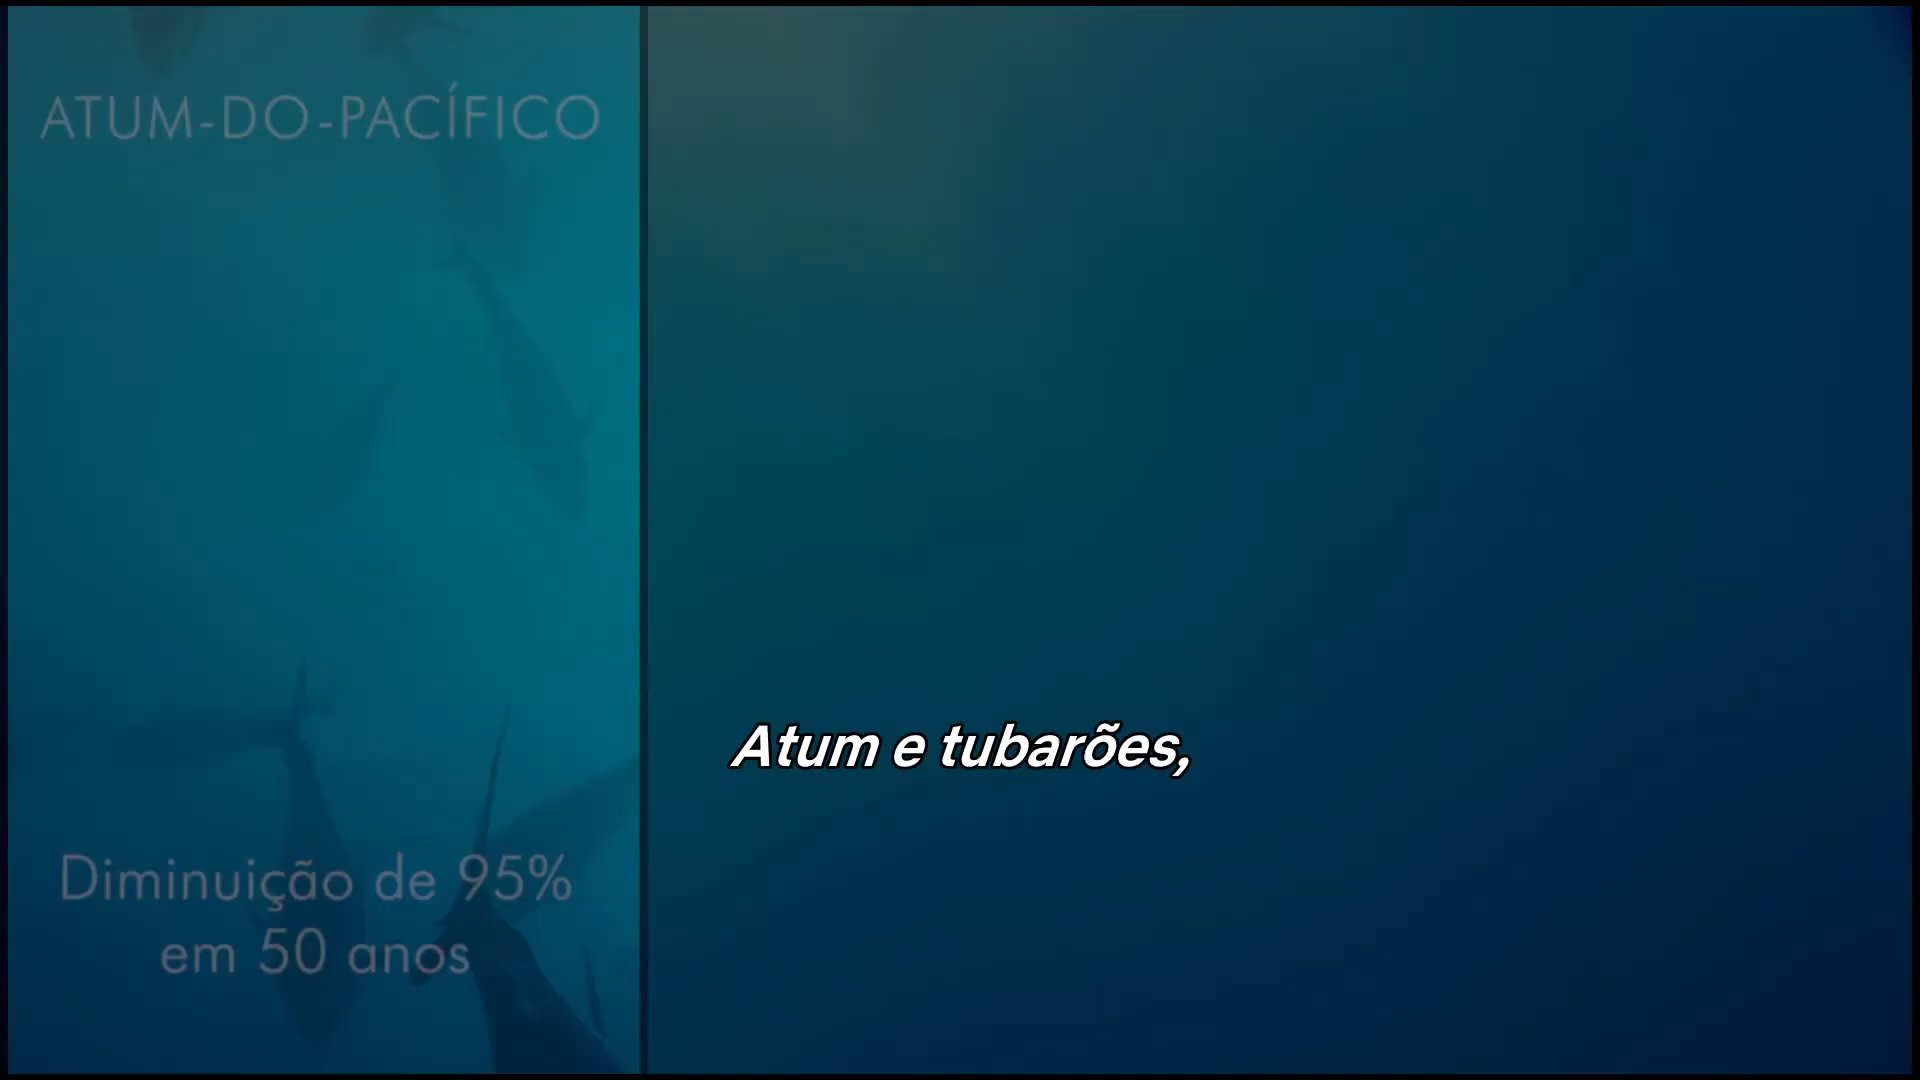 ATUM-DO-PACÍFICO
Atum e tubarões,
Diminuição de 95%
em 50 anos